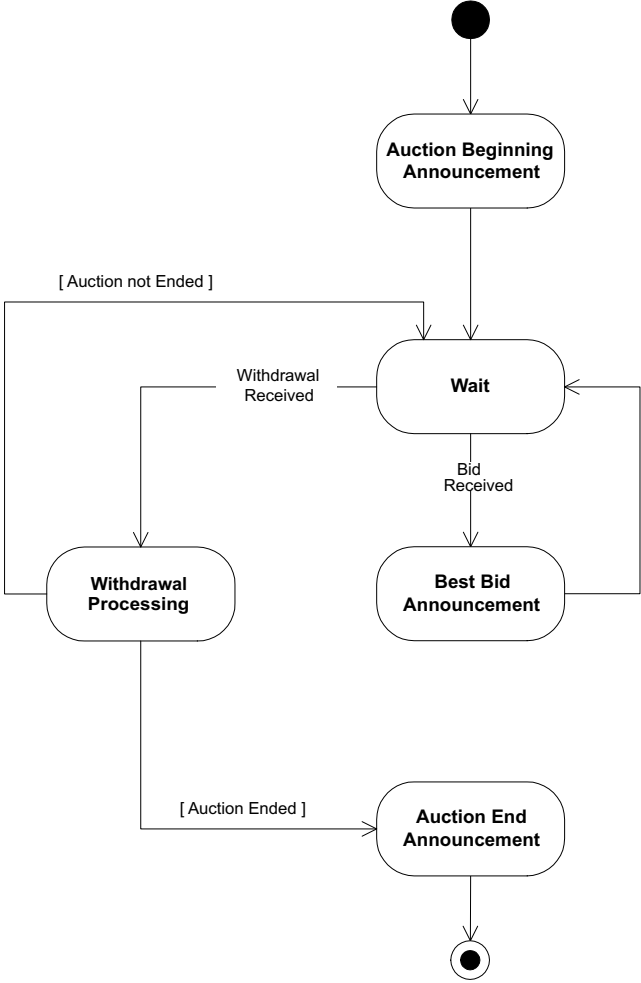 Auction Beginning
Announcement
[ Auction not Ended ]
Withdrawal
Received
Wait
Bid
Received
Withdrawal
Processing
Best Bid
Announcement
[ Auction Ended ]
Auction End
Announcement